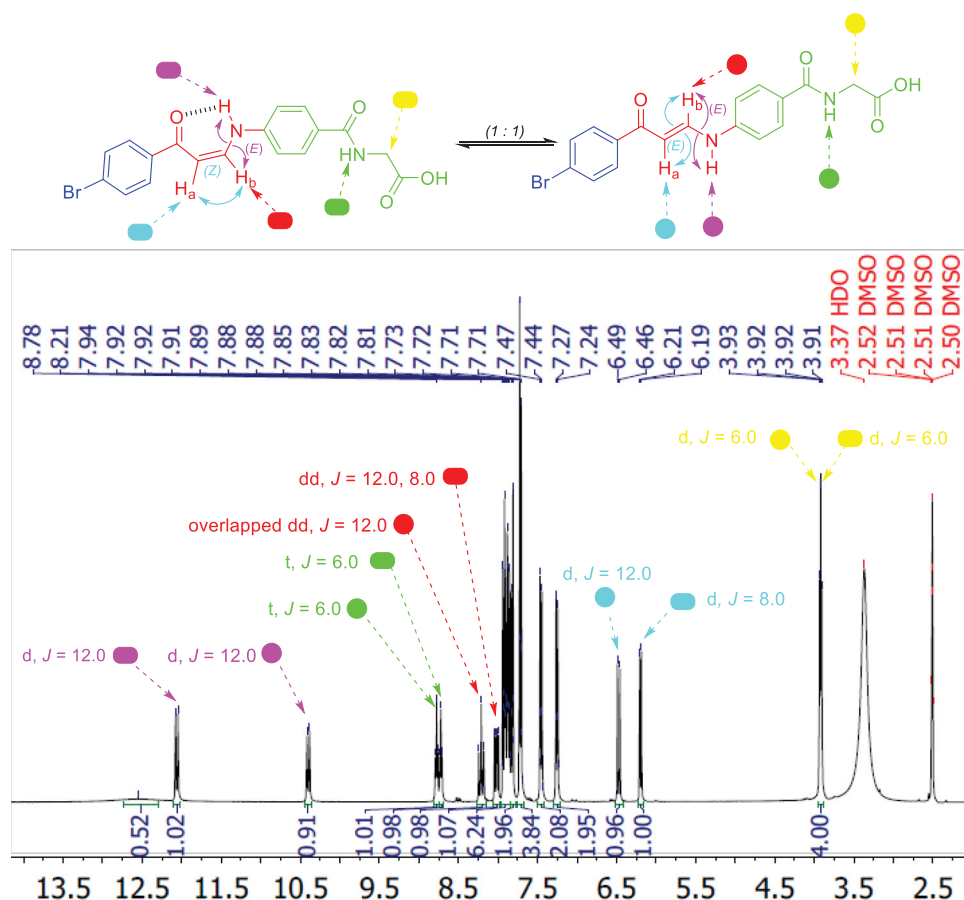 O
H
N
O
N
H
O
OH
(E)
(Z)
Br
Ha
Hb
(1 : 1)
O
Hb
(E)
N
H
(E)
Ha
Br
O
N
H
O
OH
8.78
8.21
7.94
7.92
7.92
7.91
7.89
7.88
7.88
7.85
7.83
7.82
7.81
7.73
7.72
7.71
7.71
7.47
7.44
7.27
7.24
6.49
6.46
6.21
6.19
3.93
3.92
3.92
3.91
3.37 HDO
2.52 DMSO
2.51 DMSO
2.51 DMSO
2.50 DMSO
d, J = 6.0
d, J = 6.0
dd, J = 12.0, 8.0
overlapped dd, J = 12.0
t, J = 6.0
t, J = 6.0
d, J = 12.0
d, J = 8.0
d, J = 12.0
d, J = 12.0
0.52
1.02
0.91
1.01
0.98
0.98
1.07
6.24
1.96
3.84
2.08
1.95
0.96
1.00
4.00
13.5 12.5 11.5 10.5 9.5 8.5 7.5 6.5 5.5 4.5 3.5 2.5